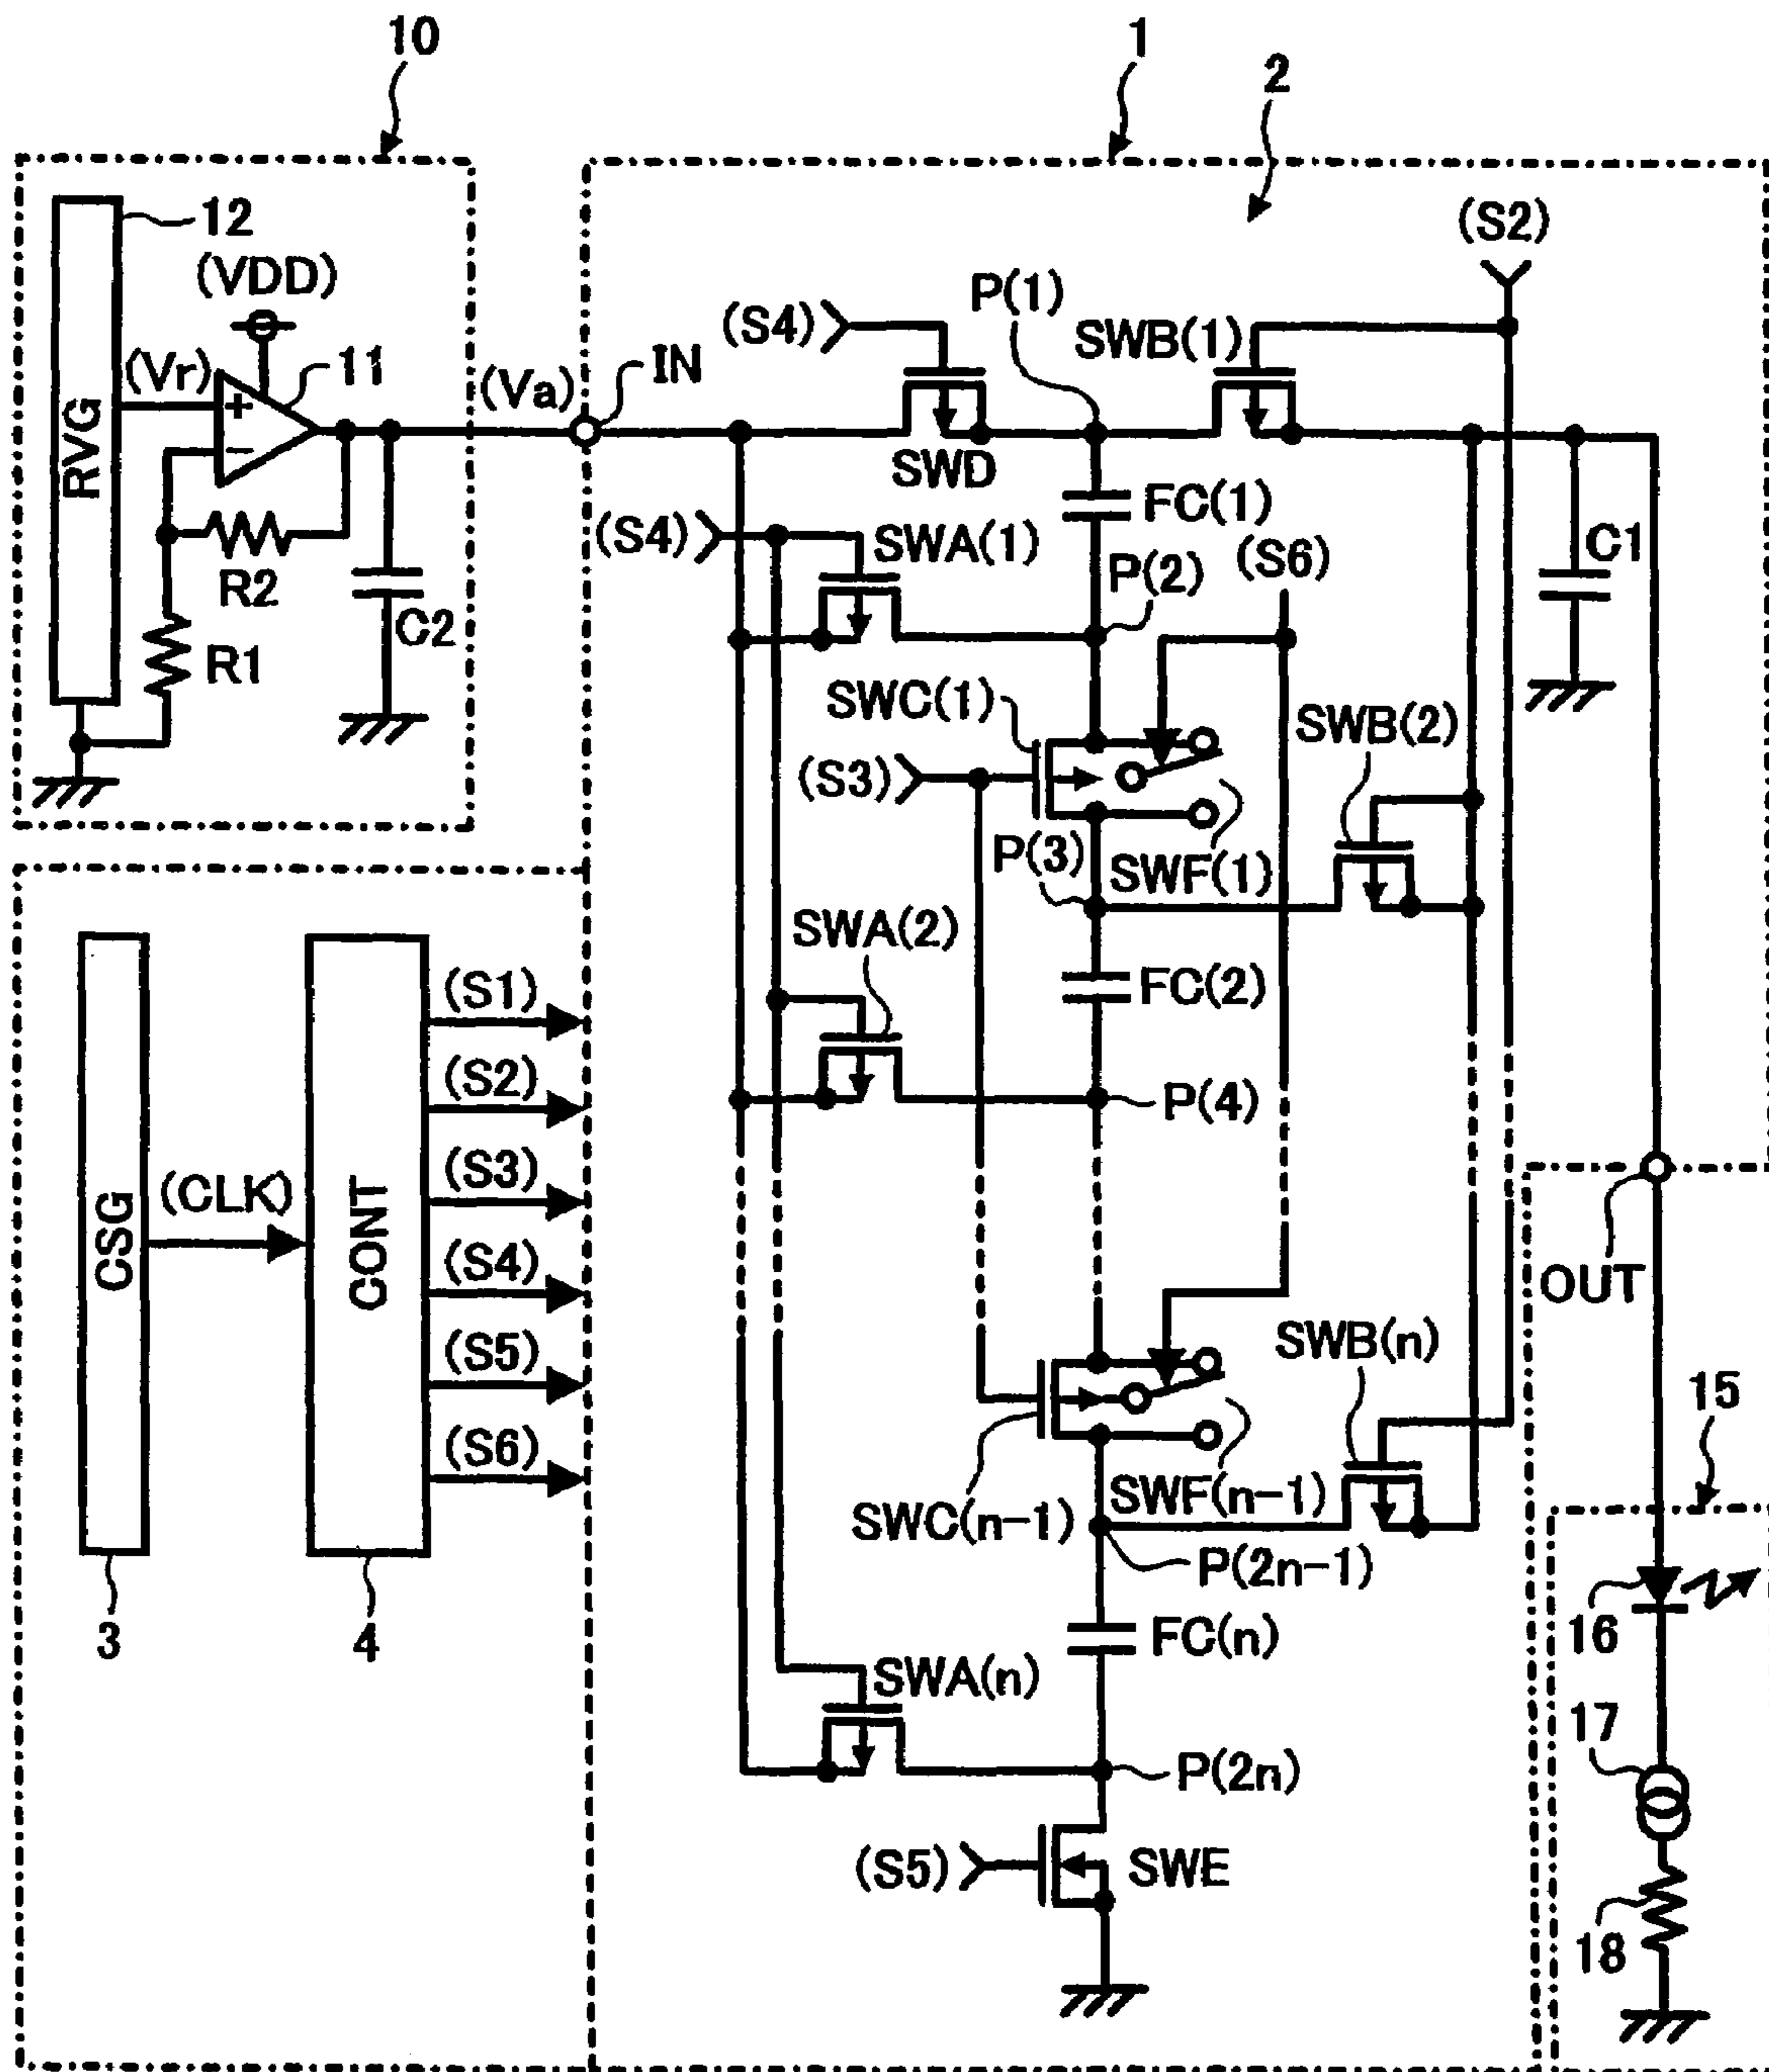 10
1
2
12
(VDD)
(Vr)
11
RVG
R2
R1
C2
(Va)
IN
(S4)
P(1)
SWB(1)
(S2)
SWD
FC(1)
(S4)
SWA(1)
P(2)
(S6)
C1
SWC(1)
(S3)
SWB(2)
P(3)
SWF(1)
SWA(2)
FC(2)
P(4)
CSG
(CLK)
CONT
(S1)
(S2)
(S3)
(S4)
(S5)
(S6)
3
4
OUT
SWB(n)
SWC(n-1)
SWF(n-1)
P(2n-1)
15
16
FC(n)
SWA(n)
17
P(2n)
(S5)
SWE
18